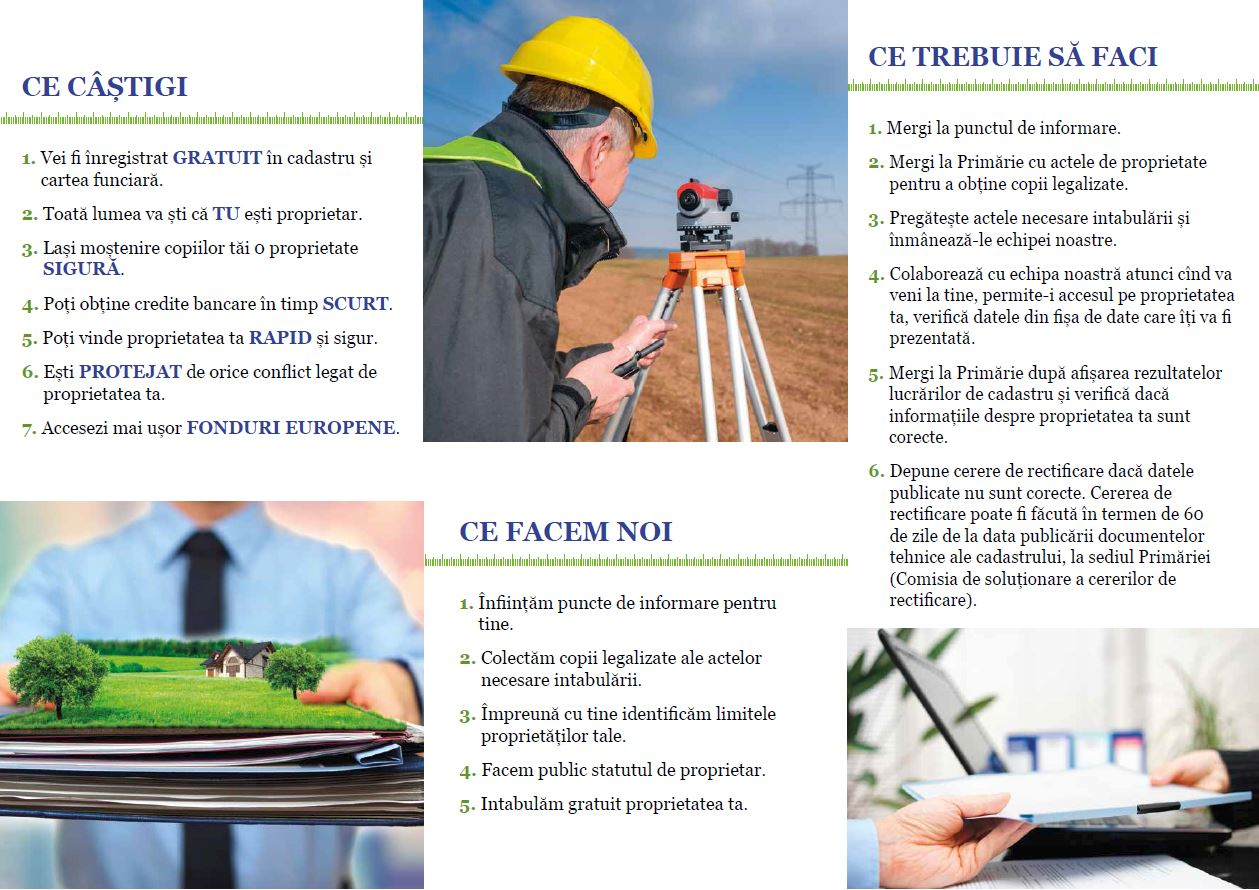 CE CÂȘTIGI
1. Vei fi înregistrat GRATUIT în cadastru și
cartea funciară.
2. Toată lumea va ști că TU ești proprietar.
3. Lași moștenire copiilor tăi o proprietate
SIGURĂ.
4. Poți obține credite bancare în timp SCURT.
5. Poți vinde proprietatea ta RAPID și sigur.
6. Ești PROTEJAT de orice conflict legat de
proprietatea ta.
7. Accesezi mai ușor FONDURI EUROPENE.
CE FACEM NOI
1. Înființăm puncte de informare pentru
tine.
2. Colectăm copii legalizate ale actelor
necesare intabulării.
3. Împreună cu tine identificăm limitele
proprietăților tale.
4. Facem public statutul de proprietar.
5. Intabulăm gratuit proprietatea ta.
CE TREBUIE SĂ FACI
1. Mergi la punctul de informare.
2. Mergi la Primărie cu actele de proprietate
pentru a obține copii legalizate.
3. Pregătește actele necesare intabulării și
înmânează-le echipei noastre.
4. Colaborează cu echipa noastră atunci cînd va
veni la tine, permite-i accesul pe proprietatea
ta, verifică datele din fișa de date care îți va fi
prezentată.
5. Mergi la Primărie după afișarea rezultatelor
lucrărilor de cadastru și verifică dacă
informațiile despre proprietatea ta sunt
corecte.
6. Depune cerere de rectificare dacă datele
publicate nu sunt corecte. Cererea de
rectificare poate fi făcută în termen de 60
de zile de la data publicării documentelor
tehnice ale cadastrului, la sediul Primăriei
(Comisia de soluționare a cererilor de
rectificare).